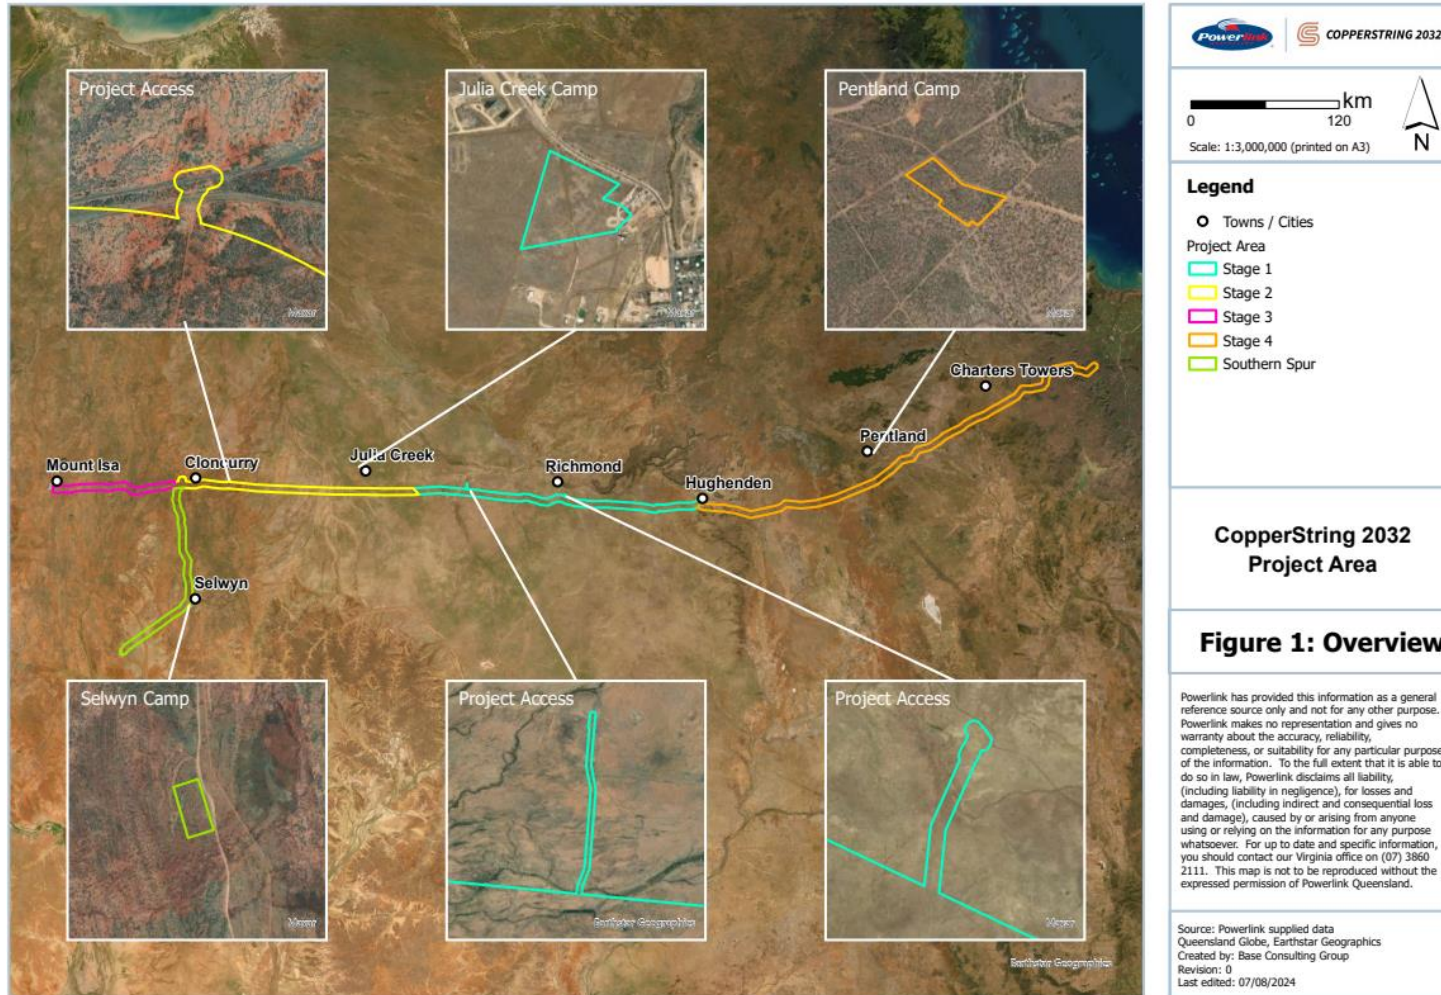 Project Access
Julia Creek Camp
Pentland Camp
Maxar
Maxar
Maxar
Charters Towers
Pentland
Mount Isa
Cloncurry
Julia Creek
Richmond
Hughenden
Selwyn
Selwyn Camp
Project Access
Project Access
Maxar
Earthstar Geographics
Maxar
Earthstar Geographics
Powerlink
COPPERSTRING 2032
km
0
120
N
Scale: 1:3,000,000 (printed on A3)
Legend
Towns / Cities
Project Area
Stage 1
Stage 2
Stage 3
Stage 4
Southern Spur
CopperString 2032
Project Area
Figure 1: Overview
Powerlink has provided this information as a general
reference source only and not for any other purpose.
Powerlink makes no representation and gives no
warranty about the accuracy, reliability,
completeness, or suitability for any particular purpose
of the information. To the full extent that it is able to
do so in law, Powerlink disclaims all liability,
(including liability in negligence), for losses and
damages, (including indirect and consequential loss
and damage), caused by or arising from anyone
using or relying on the information for any purpose
whatsoever. For up to date and specific information,
you should contact our Virginia office on (07) 3860
2111. This map is not to be reproduced without the
expressed permission of Powerlink Queensland.
Source: Powerlink supplied data
Queensland Globe, Earthstar Geographics
Created by: Base Consulting Group
Revision: 0
Last edited: 07/08/2024